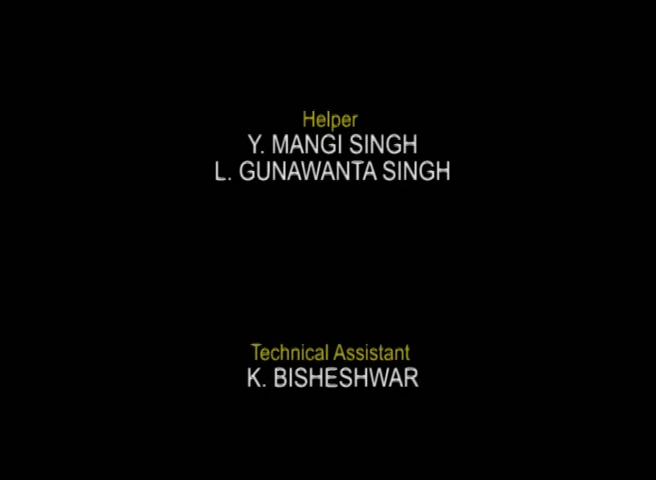 Helper
Y. MANGI SINGH
L. GUNAWANTA SINGH
Technical Assistant
K. BISHESHWAR